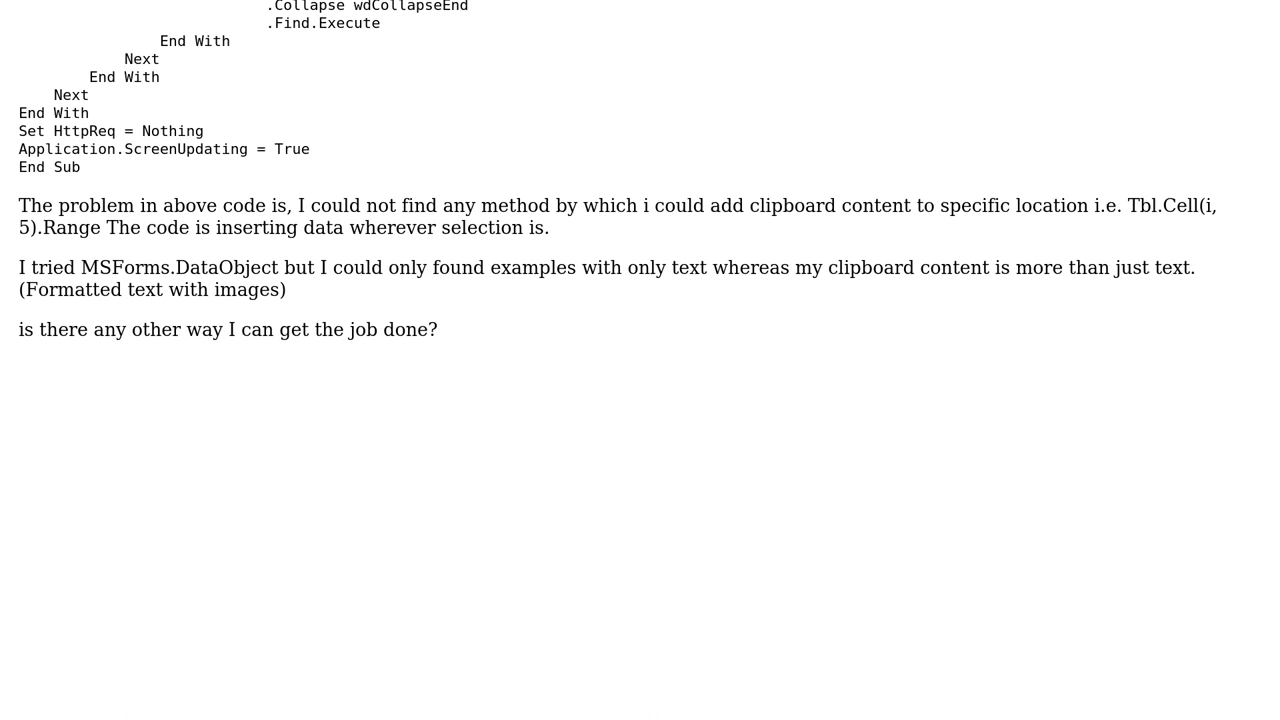 .Collapse wdCollapseEnd
.Find.Execute
End With
Next
End With
Next
End With
Set HttpReq = Nothing
Application.ScreenUpdating = True
End Sub
The problem in above code is, I could not find any method by which i could add clipboard content to specific location i.e. Tbl.Cell(i,
5).Range The code is inserting data wherever selection is.
I tried MSForms.DataObject but I could only found examples with only text whereas my clipboard content is more than just text.
(Formatted text with images)
is there any other way I can get the job done?